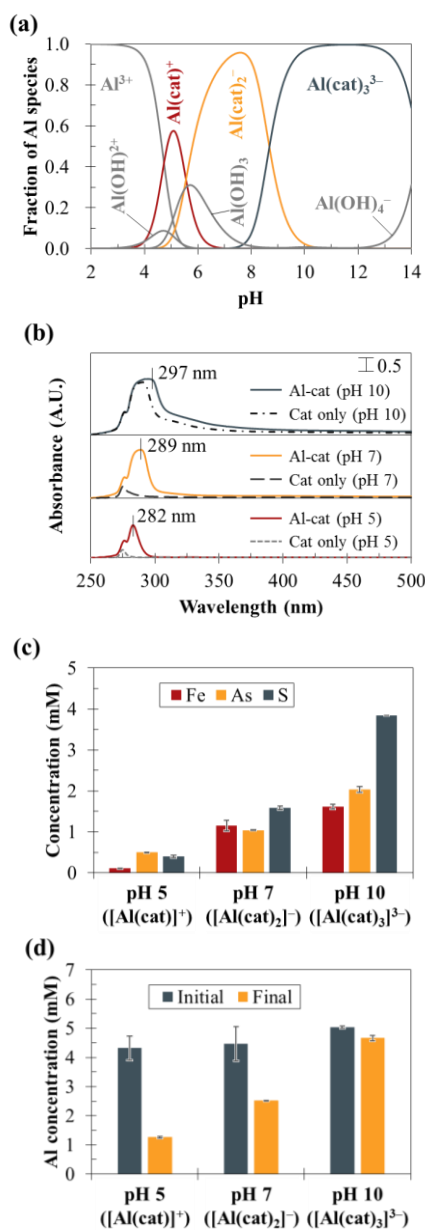 (a)
Fraction of Al species
1.0
0.8
0.6
0.4
0.2
0.0
Al³⁺
Al(OH)²⁺
Al(cat)⁺
Al(OH)₃
Al(cat)₂⁻
Al(cat)₃³⁻
Al(OH)₄⁻
2 4 6 8 10 12 14
pH
(b)
Absorbance (A.U.)
297 nm
0.5
Al-cat (pH 10)
Cat only (pH 10)
289 nm
Al-cat (pH 7)
Cat only (pH 7)
282 nm
Al-cat (pH 5)
Cat only (pH 5)
250 300 350 400 450 500
Wavelength (nm)
(c)
Concentration (mM)
5
4
3
2
1
0
Fe As S
pH 5 pH 7 pH 10
([Al(cat)]⁺) ([Al(cat)₂]⁻) ([Al(cat)₃]³⁻)
(d)
Al concentration (mM)
7
6
5
4
3
2
1
0
Initial Final
pH 5 pH 7 pH 10
([Al(cat)]⁺) ([Al(cat)₂]⁻) ([Al(cat)₃]³⁻)